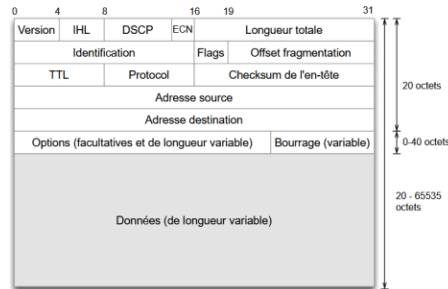 0 4 8 16 19 31
Version IHL DSCP ECN Longueur totale
Identification Flags Offset fragmentation
TTL Protocol Checksum de l'en-tête
Adresse source
Adresse destination
Options (facultatives et de longueur variable) Bourrage (variable)
Données (de longueur variable)
20 octets
0-40 octets
20 - 65535
octets